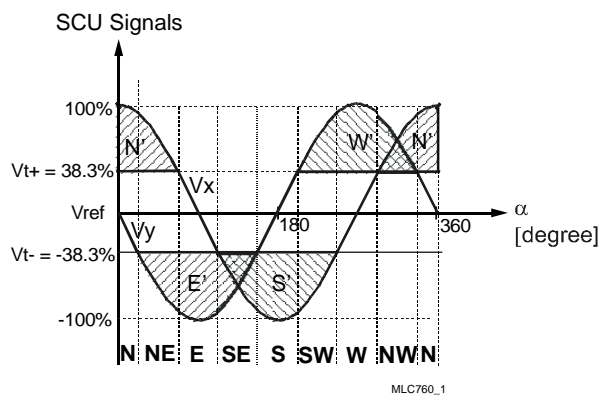 SCU Signals
100%
N'
W'
N'
Vt+ = 38.3%
Vx
Vref
α
Vy
180
360
[degree]
Vt- = -38.3%
E'
S'
-100%
N NE E SE S SW W NW N
MLC760_1